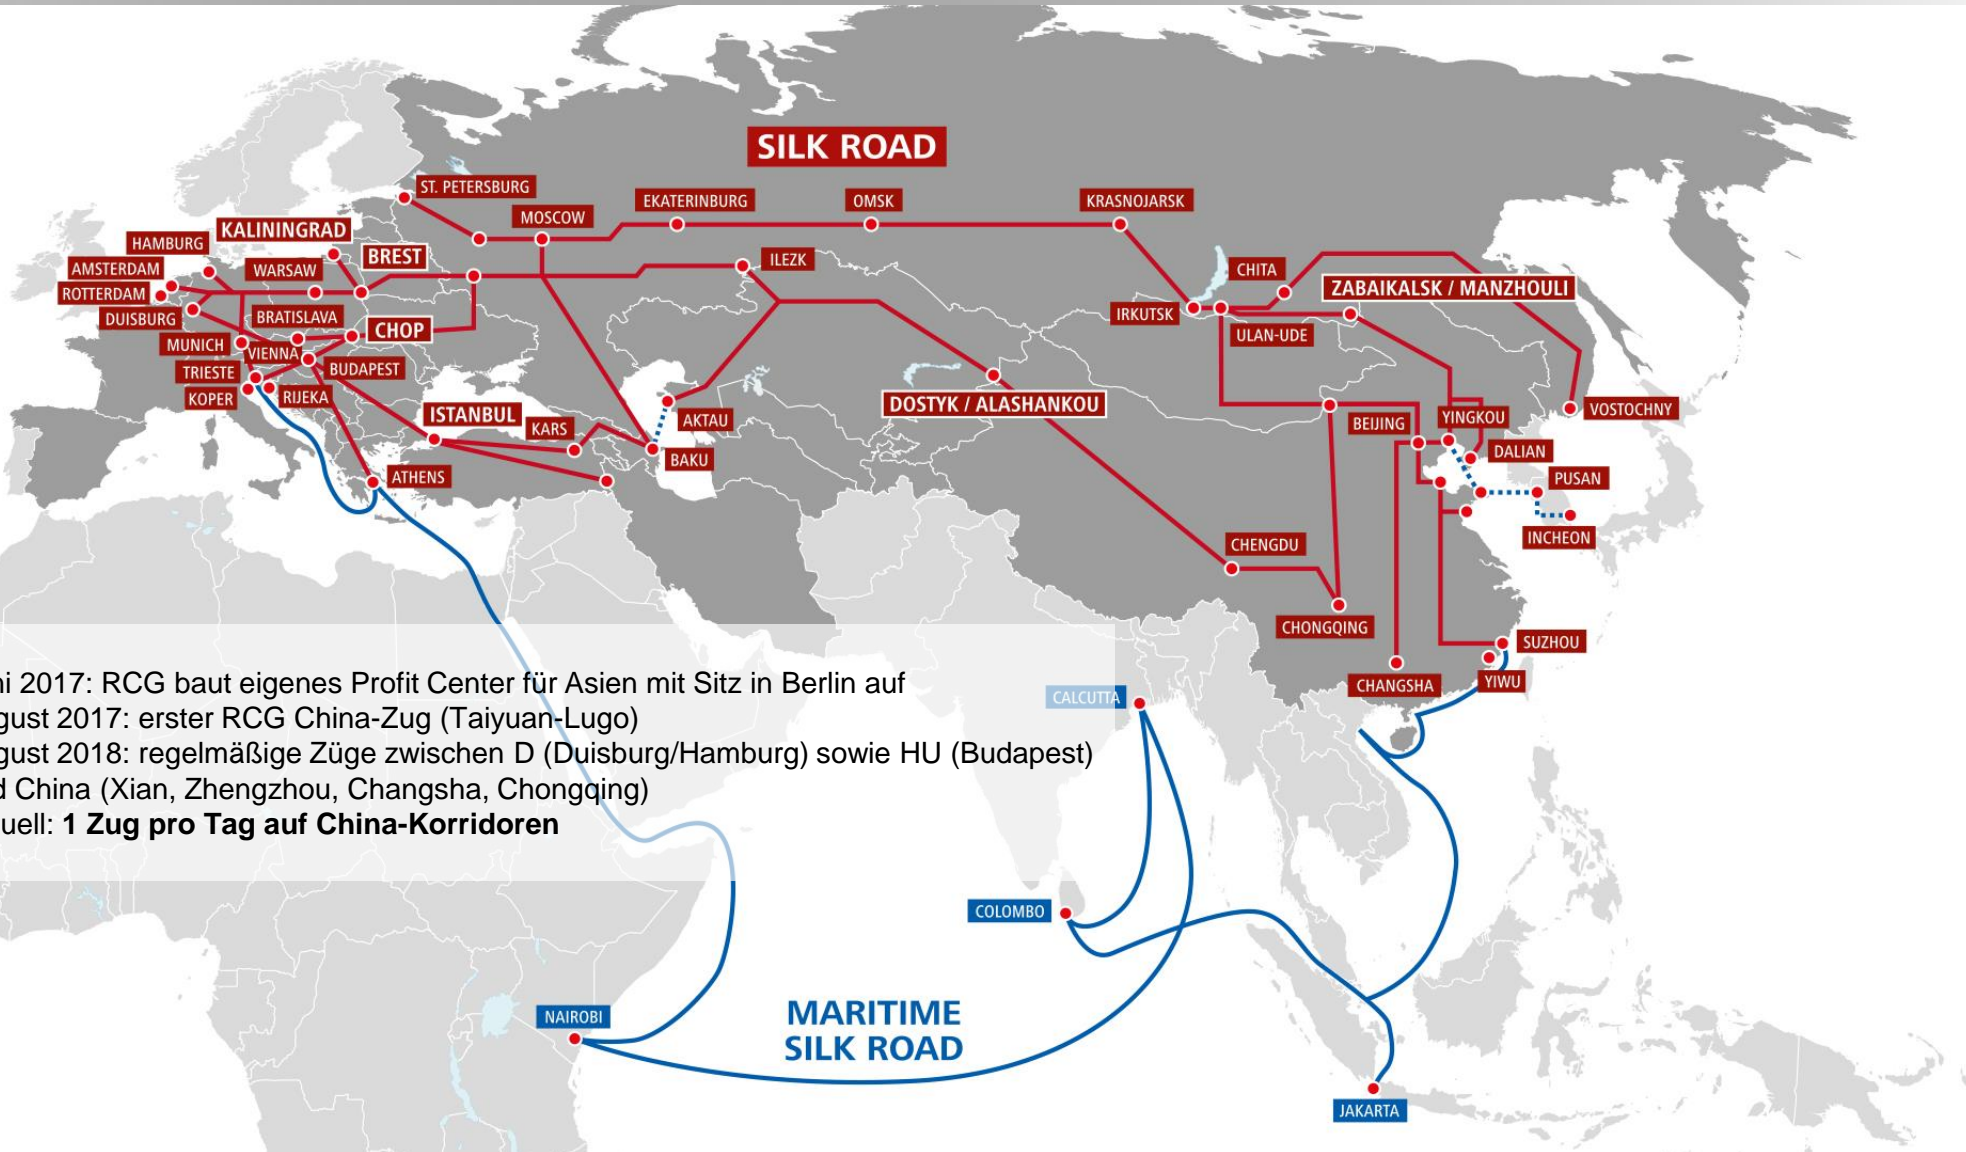 SILK ROAD
ST. PETERSBURG
MOSCOW
EKATERINBURG
OMSK
KRASNOJARSK
KALININGRAD
HAMBURG
BREST
AMSTERDAM
WARSAW
ILEZK
CHITA
ROTTERDAM
ZABAIKALSK / MANZHOULI
DUISBURG
BRATISLAVA
IRKUTSK
CHOP
ULAN-UDE
MUNICH
VIENNA
TRIESTE
BUDAPEST
KOPER
RIJEKA
DOSTYK / ALASHANKOU
VOSTOCHNY
ISTANBUL
KARS
AKTAU
BEIJING
YINGKOU
BAKU
DALIAN
ATHENS
PUSAN
INCHEON
CHENGDU
CHONGQING
SUZHOU
CHANGSHA
YIWU
ni 2017: RCG baut eigenes Profit Center für Asien mit Sitz in Berlin auf
CALCUTTA
gust 2017: erster RCG China-Zug (Taiyuan-Lugo)
gust 2018: regelmäßige Züge zwischen D (Duisburg/Hamburg) sowie HU (Budapest)
d China (Xian, Zhengzhou, Changsha, Chongqing)
uell: 1 Zug pro Tag auf China-Korridoren
COLOMBO
NAIROBI
MARITIME
SILK ROAD
JAKARTA